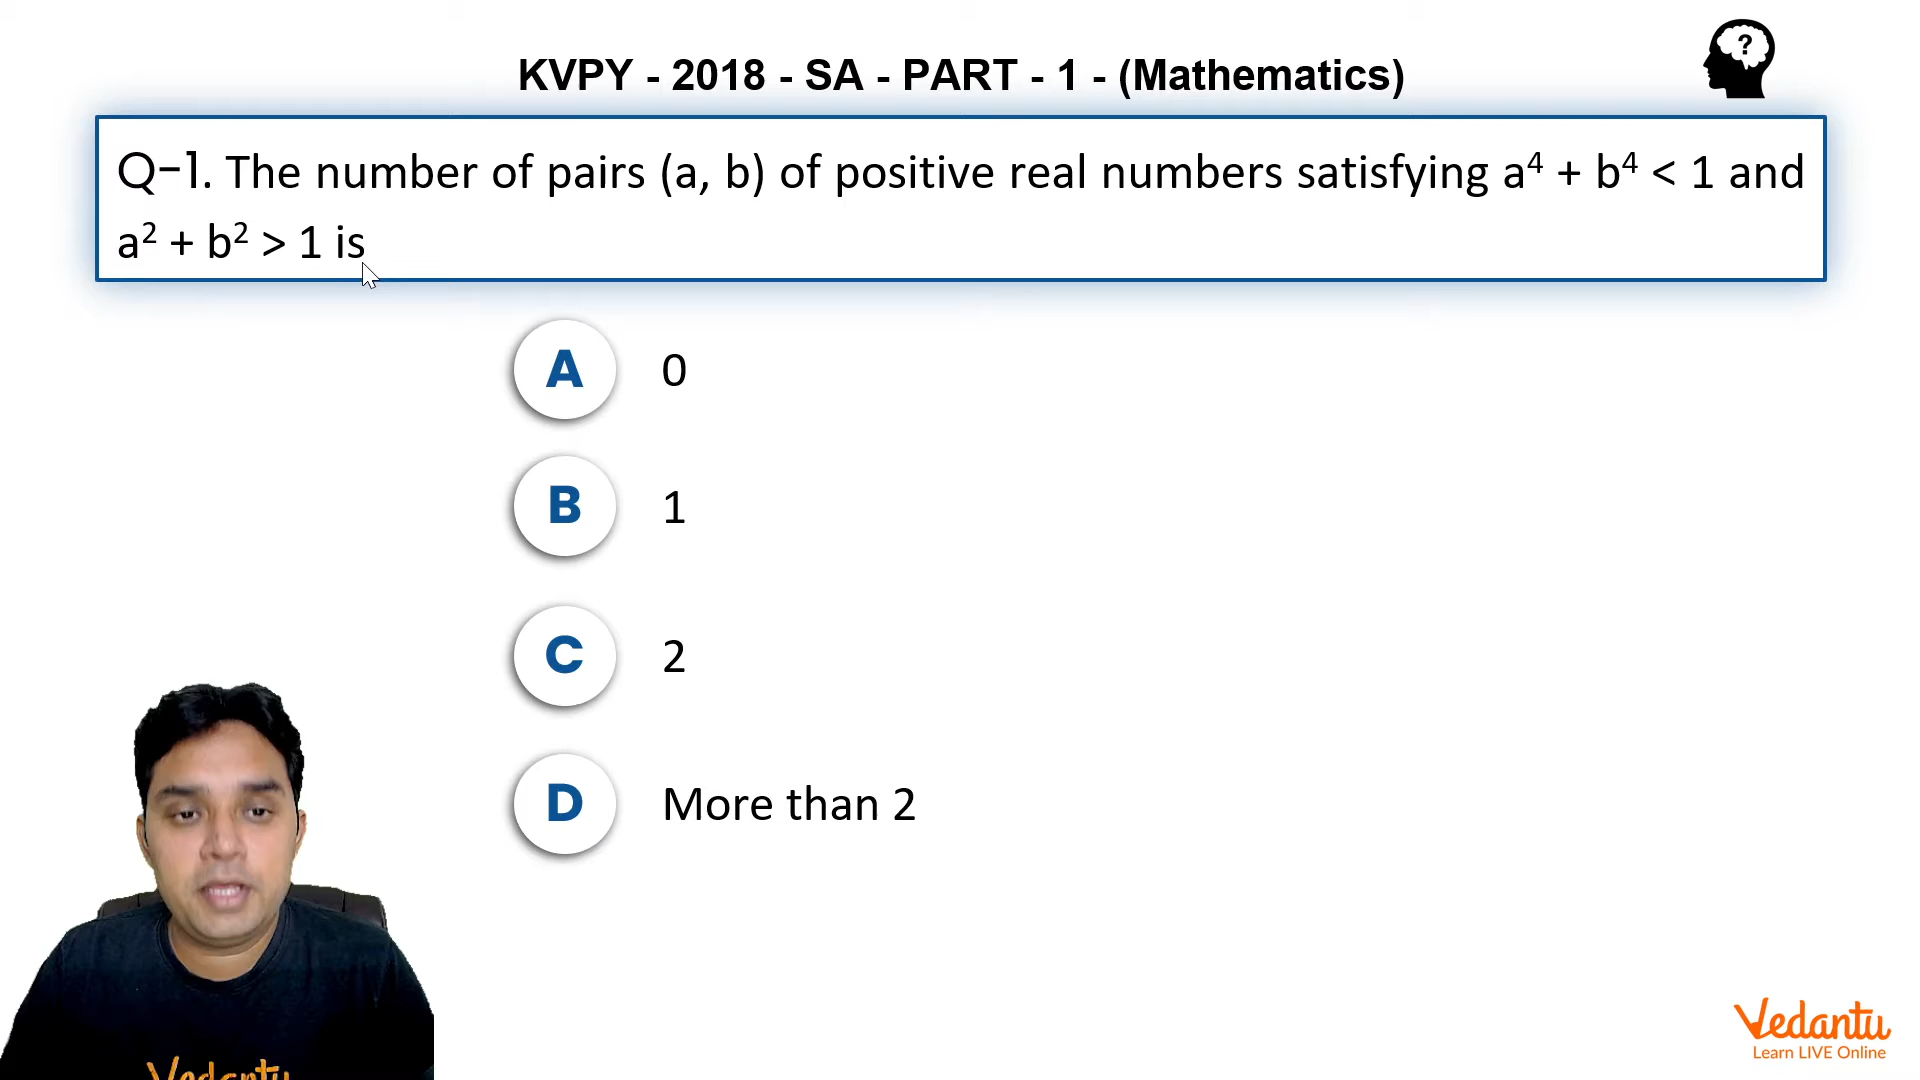 KVPY - 2018 - SA - PART - 1 - (Mathematics)
?
Q-1. The number of pairs (a, b) of positive real numbers satisfying a⁴ + b⁴ < 1 and
a² + b² > 1 is
A 0
B 1
C 2
D More than 2
Vedantu
Vedantu
Learn LIVE Online